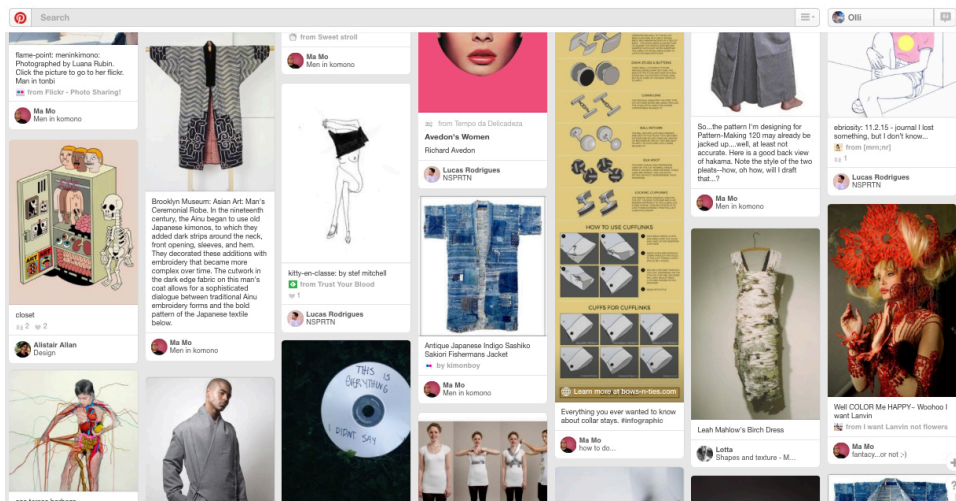 Search
Olli
flame-point: meninkimono:
Photographed by Luana Rubin.
Click the picture to go to her flickr.
Man in tonbi
from Flickr - Photo Sharing!
Ma Mo
Men in komono
ART
closet
2 2
Alistair Allan
Design
Brooklyn Museum: Asian Art: Man's
Ceremonial Robe. In the nineteenth
century, the Ainu began to use old
Japanese kimonos, to which they
added dark strips around the neck,
front opening, sleeves, and hem.
They decorated these additions with
embroidery that became more
complex over time. The cutwork in
the dark edge fabric on this man's
coat allows for a sophisticated
dialogue between traditional Ainu
embroidery forms and the bold
pattern of the Japanese textile
below.
Ma Mo
Men in komono
from Sweet stroll
Ma Mo
Men in komono
kitty-en-classe: by stef mitchell
from Trust Your Blood
1
Lucas Rodrigues
NSPRTN
THIS IS
EVERYTHING
I DIDNT SAY
from Tempo da Delicadeza
Avedon's Women
Richard Avedon
Lucas Rodrigues
NSPRTN
Antique Japanese Indigo Sashiko
Sakiori Fishermans Jacket
by kimonboy
Ma Mo
Men in komono
CHAIN LINK
BALL RETURN
SILK KNOT
LOCKING CUFFLINKS
HOW TO USE CUFFLINKS
CUFFS FOR CUFFLINKS
Learn more at bows-n-ties.com
Everything you ever wanted to know
about collar stays. #infographic
Ma Mo
how to do...
So...the pattern I'm designing for
Pattern-Making 120 may already be
jacked up....well, at least not
accurate. Here is a good back view
of hakama. Note the style of the two
pleats--how, oh how, will I draft
that...?
Ma Mo
Men in komono
Leah Mahlow's Birch Dress
Lotta
Shapes and texture - M...
ebriosity: 11.2.15 - journal I lost
something, but I don't know...
from [mm;nr]
1
Lucas Rodrigues
NSPRTN
Well COLOR Me HAPPY~ Woohoo I
want Lanvin
from I want Lanvin not flowers
Ma Mo
fantacy...or not ;-)
+
?